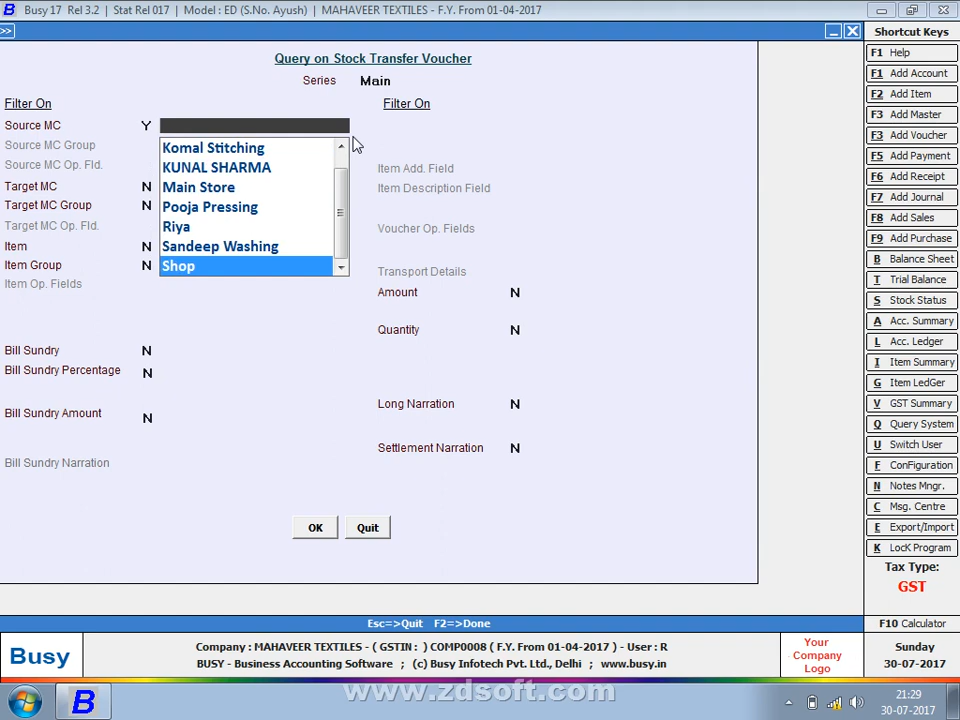 Busy 17 Rel 3.2 | Stat Rel 017 | Model : ED (S.No. Ayush) | MAHAVEER TEXTILES - F.Y. From 01-04-2017
>>
Query on Stock Transfer Voucher
Series Main
Filter On
Filter On
Source MC Y
Source MC Group
Source MC Op. Fld.
Target MC N
Target MC Group N
Target MC Op. Fld.
Item N
Item Group N
Item Op. Fields
Komal Stitching
KUNAL SHARMA
Main Store
Pooja Pressing
Riya
Sandeep Washing
Shop
Bill Sundry N
Bill Sundry Percentage N
Bill Sundry Amount N
Bill Sundry Narration
Item Add. Field
Item Description Field
Voucher Op. Fields
Transport Details
Amount N
Quantity N
Long Narration N
Settlement Narration N
OK Quit
Shortcut Keys
F1 Help
F1 Add Account
F2 Add Item
F3 Add Master
F3 Add Voucher
F5 Add Payment
F6 Add Receipt
F7 Add Journal
F8 Add Sales
F9 Add Purchase
B Balance Sheet
T Trial Balance
S Stock Status
A Acc. Summary
L Acc. Ledger
I Item Summary
G Item LedGer
V GST Summary
Q Query System
U Switch User
F ConFiguration
N Notes Mngr.
C Msg. Centre
E Export/Import
K LocK Program
Tax Type:
GST
F10 Calculator
Sunday
30-07-2017
Esc=>Quit F2=>Done
Busy
Company : MAHAVEER TEXTILES - ( GSTIN : ) COMP0008 ( F.Y. From 01-04-2017 ) - User : R
BUSY - Business Accounting Software ; (c) Busy Infotech Pvt. Ltd., Delhi ; www.busy.in
Your
Company
Logo
www.zdsoft.com
B
21:29
30-07-2017